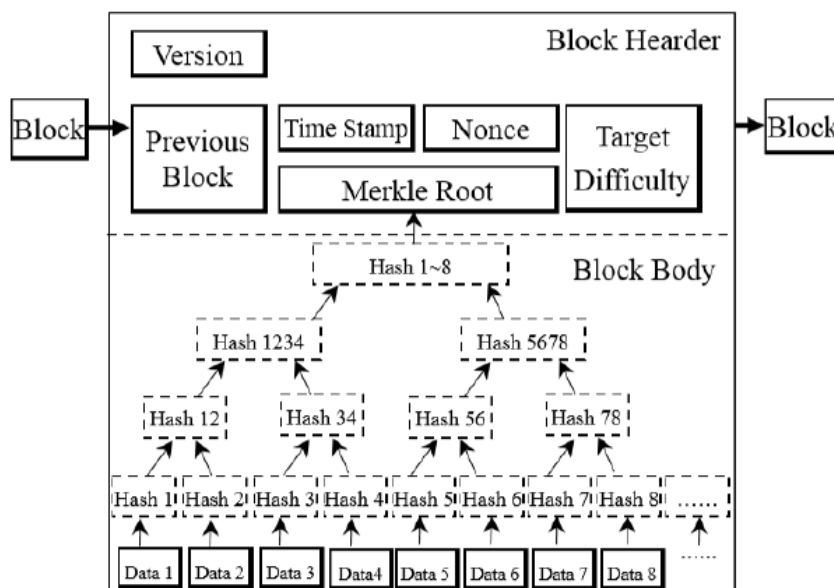 Block Hearder
Version
Block
Previous
Block
Time Stamp
Nonce
Target
Difficulty
Block
Merkle Root
Hash 1~8
Block Body
Hash 1234
Hash 5678
Hash 12
Hash 34
Hash 56
Hash 78
Hash 1
Hash 2
Hash 3
Hash 4
Hash 5
Hash 6
Hash 7
Hash 8
......
Data 1
Data 2
Data 3
Data4
Data 5
Data 6
Data 7
Data 8
......